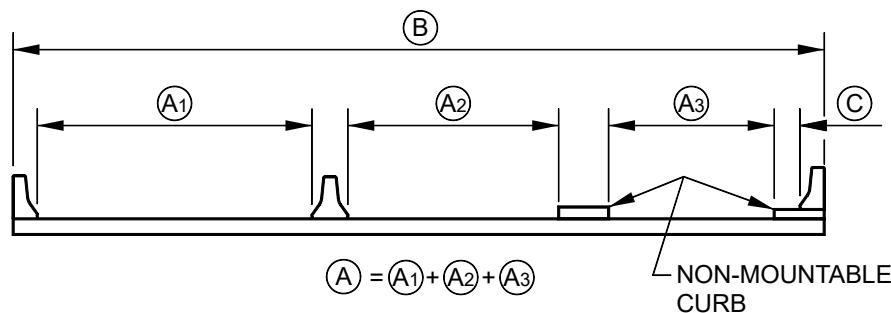 B
A1 A2 A3 C
A = A1 + A2 + A3
NON-MOUNTABLE
CURB